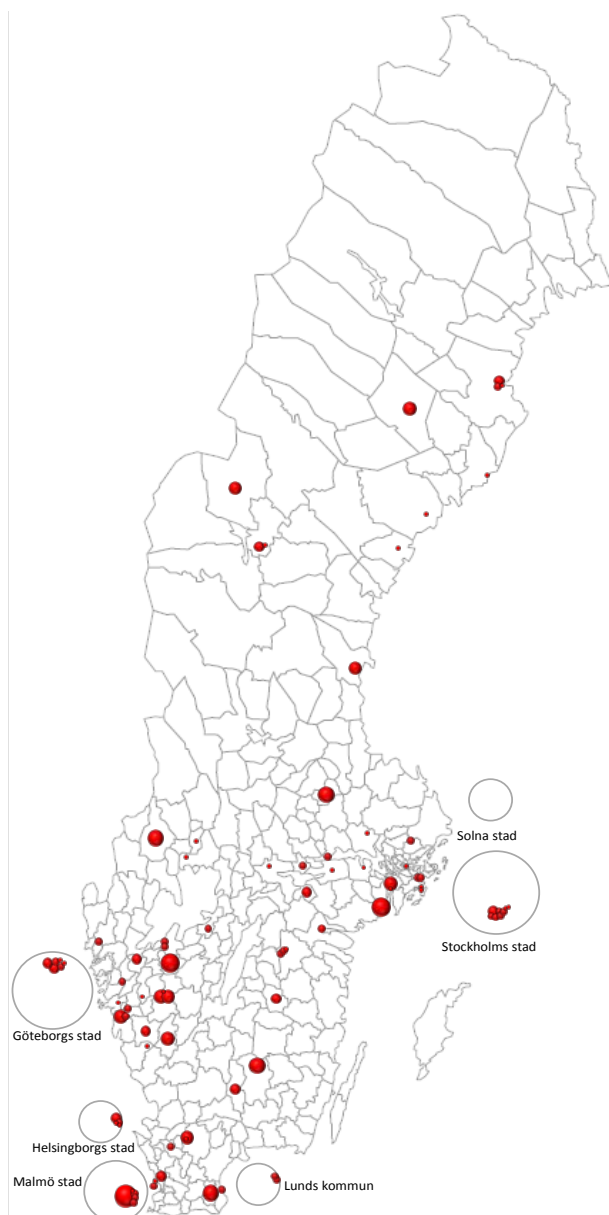 Solna stad
Stockholms stad
Göteborgs stad
Helsingborgs stad
Malmö stad
Lunds kommun